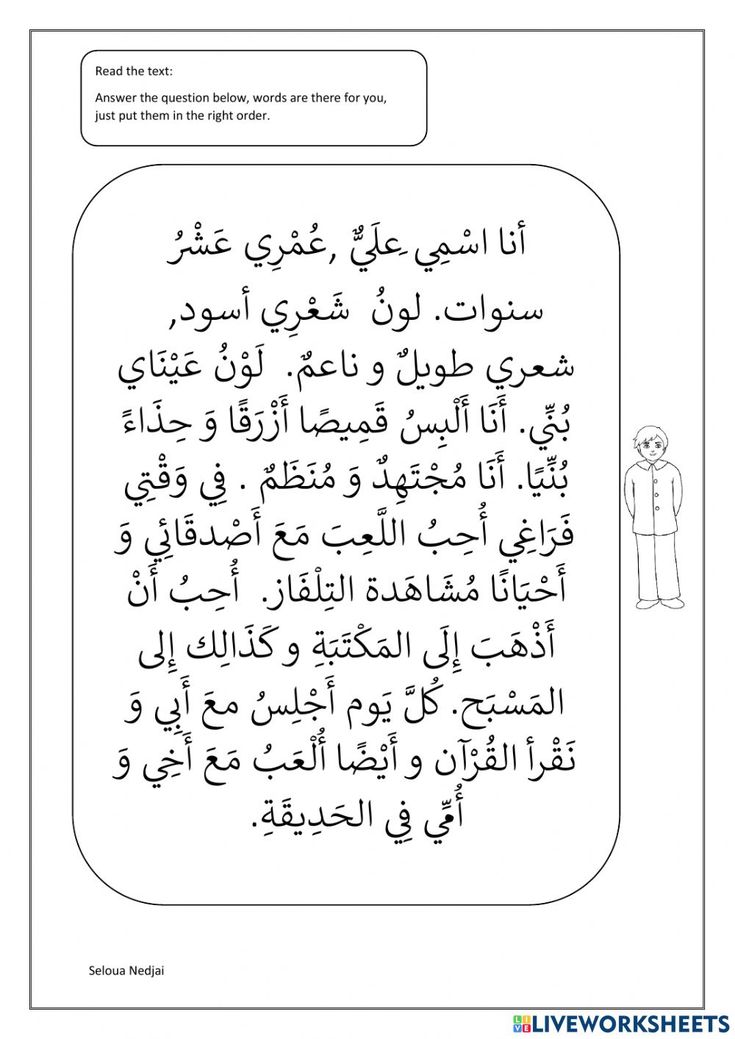 Read the text:
Answer the question below, words are there for you,
just put them in the right order.
أنا اسْمِي عِلَيٌّ ,عُمْرِي عَشْرُ
سنوات. لونُ شَعْرِي أسود,
شعري طويلٌ و ناعمٌ. لَوْنُ عَيْنَاي
بُنِّي. أَنَا أَلْبِسُ قَمِيصًا أَزْرَقًا وَ حِذَاءً
بُنِّيًا. أَنَا مُجْتَهِدٌ وَ مُنَظَمٌ . فِي وَقْتِي
فَرَاغِي أُحِبُ اللَّعِبَ مَعَ أَصْدقَائِي وَ
أَحْيَانًا مُشَاهَدة التِلْفَاز. أُحِبُ أَنْ
أَذْهَبَ إِلَى المَكْتَبَةِ و كَذَالِك إِلى
المَسْبَح. كُلَّ يَوم أَجْلِسُ معَ أَبِي وَ
نَقْرأ القُرْآن و أَيْضًا أُلْعَبُ مَعَ أَخِي وَ
أُمِّي فِي الحَدِيقَةِ.
Seloua Nedjai
LIVEWORKSHEETS